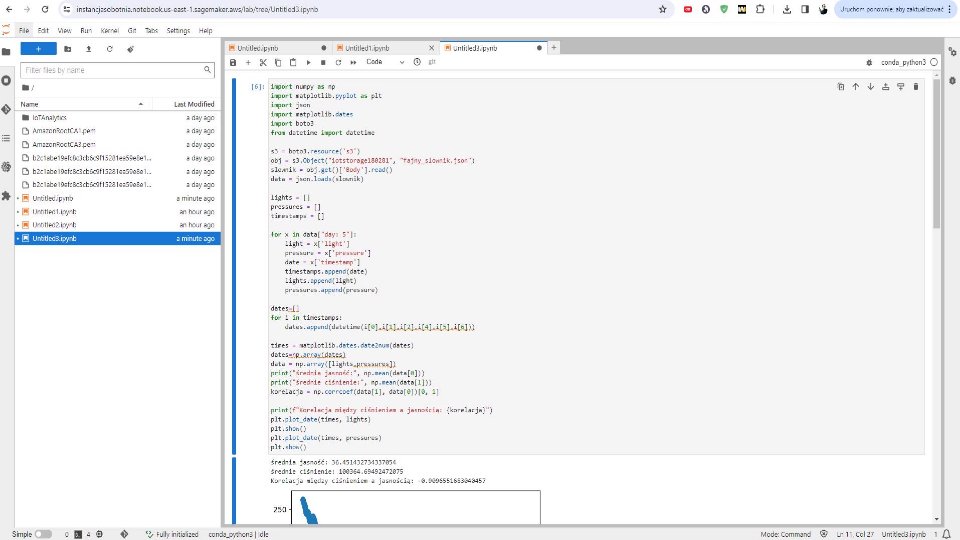 instancjasobotnia.notebook.us-east-1.sagemaker.aws/lab/tree/Untitled3.ipynb
Uruchom ponownie, aby zaktualizować
File Edit View Run Kernel Git Tabs Settings Help
Untitled.ipynb
Untitled1.ipynb
Untitled3.ipynb
Code
conda_python3
Filter files by name
/
Name Last Modified
IoTAnalytics a day ago
AmazonRootCA1.pem a day ago
AmazonRootCA3.pem a day ago
b2c1abe19efc8c3cb6c9f15281ea59e8e1... a day ago
b2c1abe19efc8c3cb6c9f15281ea59e8e1... a day ago
b2c1abe19efc8c3cb6c9f15281ea59e8e1... a day ago
Untitled.ipynb a minute ago
Untitled1.ipynb an hour ago
Untitled2.ipynb an hour ago
Untitled3.ipynb a minute ago
[6]:
import numpy as np
import matplotlib.pyplot as plt
import json
import matplotlib.dates
import boto3
from datetime import datetime
s3 = boto3.resource('s3')
obj = s3.Object("iotstorage180281", "fajny_slownik.json")
slownik = obj.get()['Body'].read()
data = json.loads(slownik)
lights = []
pressures = []
timestamps = []
for x in data["day: 5"]:
light = x['light']
pressure = x['pressure']
date = x["timestamp"]
timestamps.append(date)
lights.append(light)
pressures.append(pressure)
dates=[]
for i in timestamps:
dates.append(datetime(i[0],i[1],i[2],i[4],i[5],i[6]))
times = matplotlib.dates.date2num(dates)
dates=np.array(dates)
data = np.array([lights,pressures])
print("średnia jasność:", np.mean(data[0]))
print("średnie ciśnienie:", np.mean(data[1]))
korelacja = np.corrcoef(data[1], data[0])[0, 1]
print(f"Korelacja między ciśnieniem a jasnością: {korelacja}")
plt.plot_date(times, lights)
plt.show()
plt.plot_date(times, pressures)
plt.show()
średnia jasność: 36.451432734337054
średnie ciśnienie: 100364.69492472075
Korelacja między ciśnieniem a jasnością: -0.9096551653040457
250
Simple 0 4 Fully initialized conda_python3 | Idle Mode: Command Ln 11, Col 27 Untitled3.ipynb 1